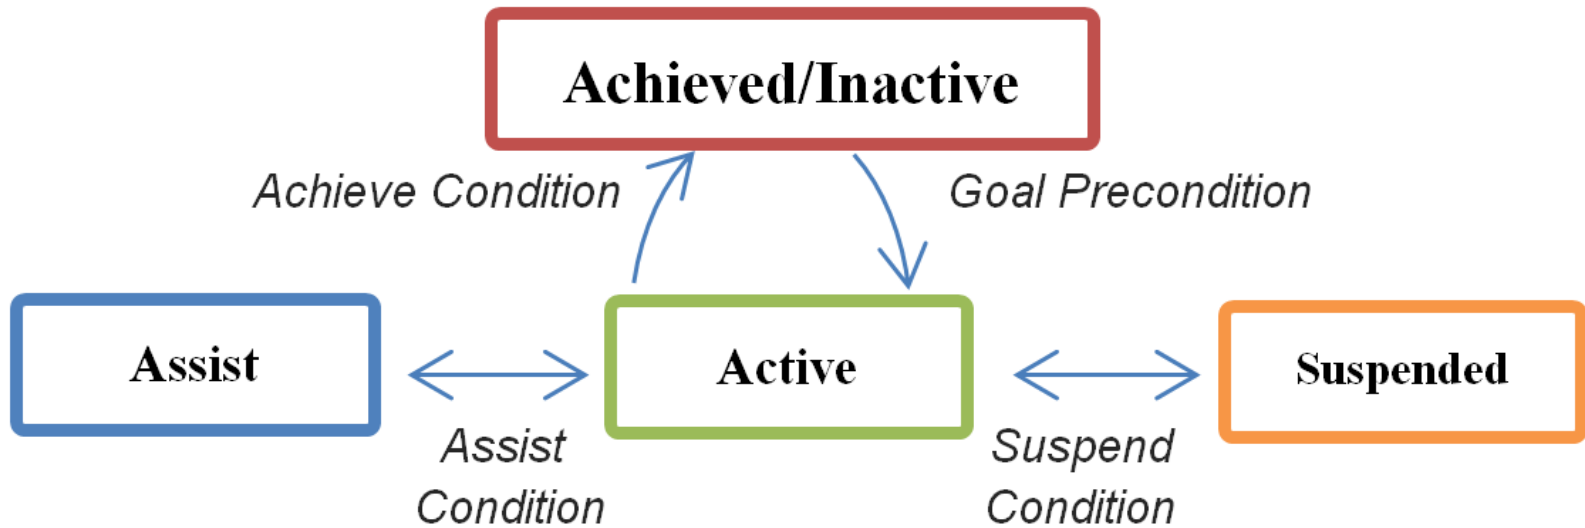 Achieved/Inactive
Achieve Condition
Goal Precondition
Assist
Active
Suspended
Assist
Condition
Suspend
Condition